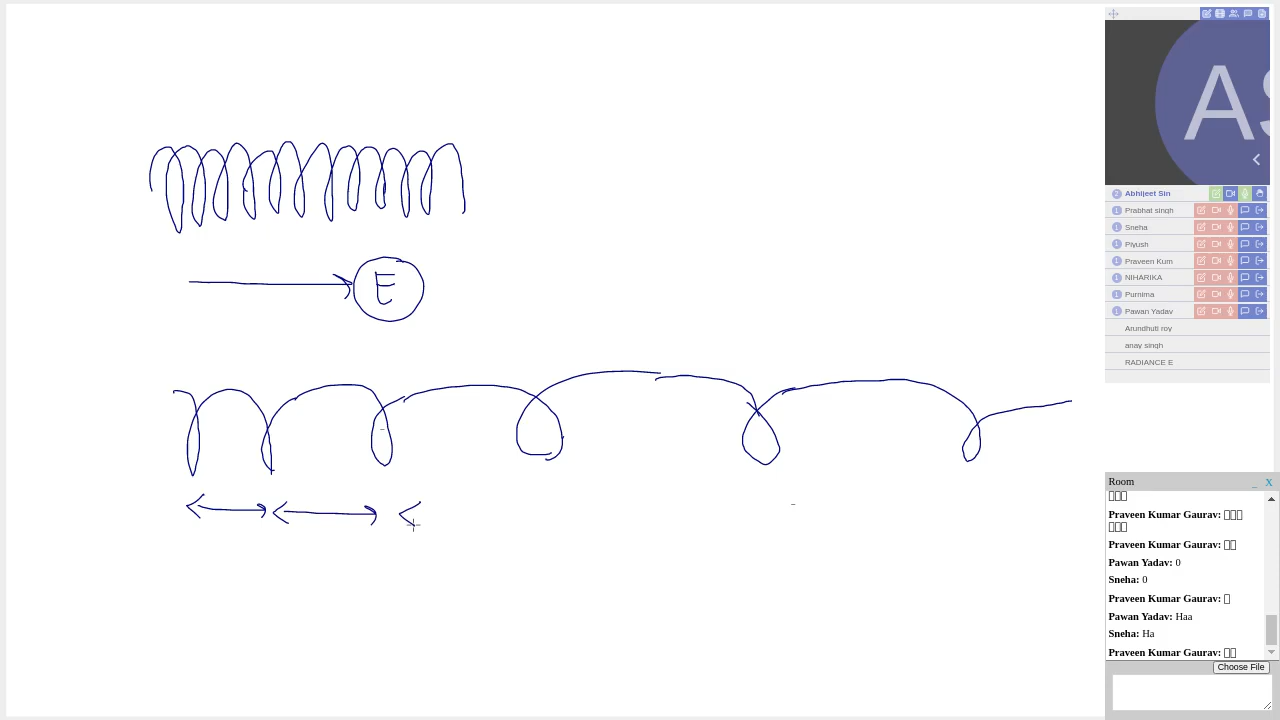 E
AS
Abhijeet Sin
Prabhat singh
Sneha
Piyush
Praveen Kum
NIHARIKA
Purnima
Pawan Yadav
Arundhuti roy
anay singh
RADIANCE E
Room _ X
Praveen Kumar Gaurav:
Praveen Kumar Gaurav:
Pawan Yadav: 0
Sneha: 0
Praveen Kumar Gaurav:
Pawan Yadav: Haa
Sneha: Ha
Praveen Kumar Gaurav:
Choose File